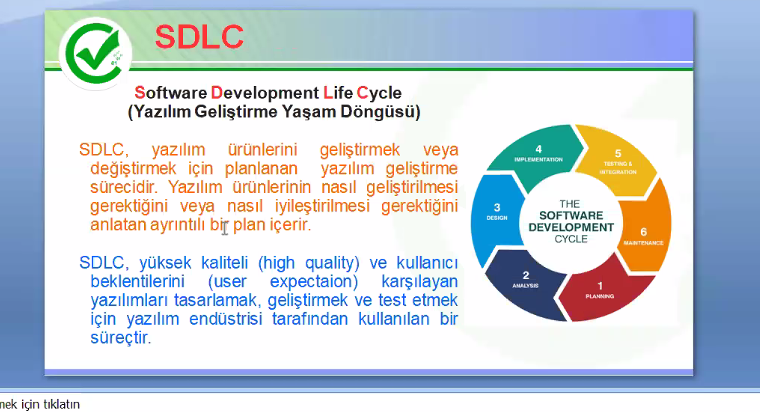 SDLC
Software Development Life Cycle
(Yazılım Geliştirme Yaşam Döngüsü)
SDLC, yazılım ürünlerini geliştirmek veya
değiştirmek için planlanan yazılım geliştirme
sürecidir. Yazılım ürünlerinin nasıl geliştirilmesi
gerektiğini veya nasıl iyileştirilmesi gerektiğini
anlatan ayrıntılı bir plan içerir.
SDLC, yüksek kaliteli (high quality) ve kullanıcı
beklentilerini (user expectaion) karşılayan
yazılımları tasarlamak, geliştirmek ve test etmek
için yazılım endüstrisi tarafından kullanılan bir
süreçtir.
THE
SOFTWARE
DEVELOPMENT
CYCLE
1
PLANNING
2
ANALYSIS
3
DESIGN
4
IMPLEMENTATION
5
TESTING &
INTEGRATION
6
MAINTENANCE
mek için tıklatın